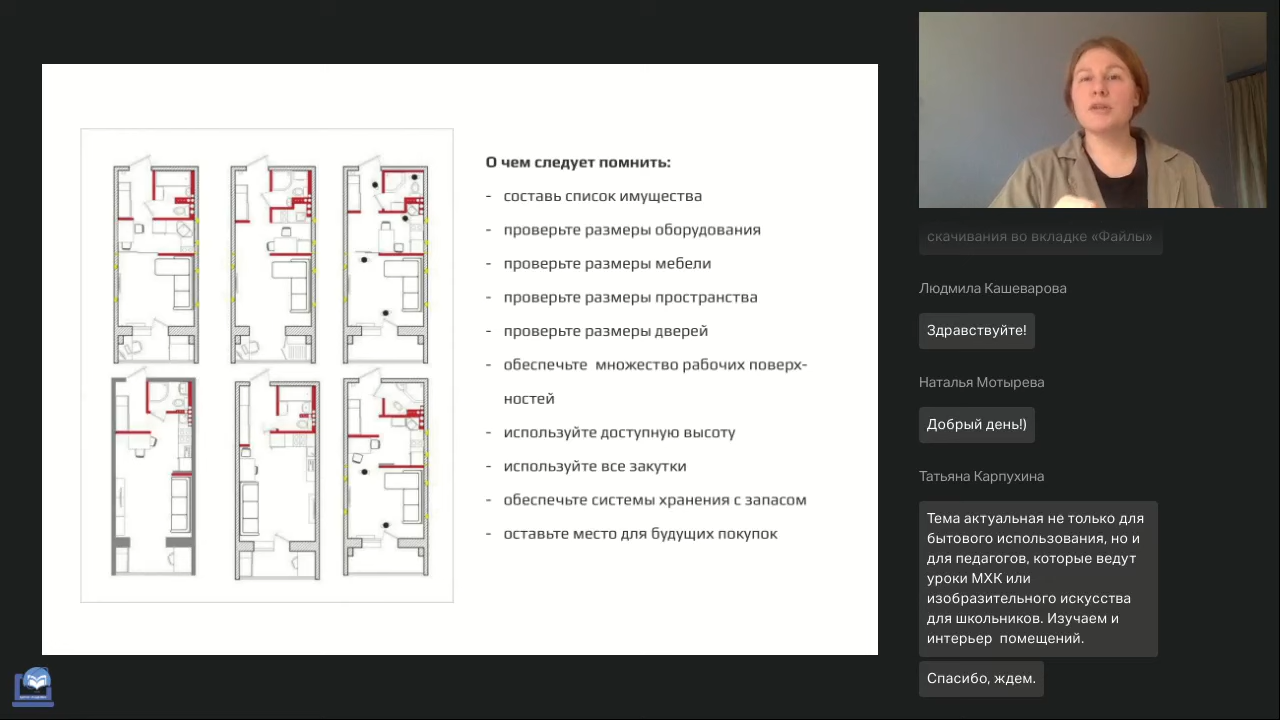 О чем следует помнить:
- составь список имущества
- проверьте размеры оборудования
- проверьте размеры мебели
- проверьте размеры пространства
- проверьте размеры дверей
- обеспечьте множество рабочих поверх-
ностей
- используйте доступную высоту
- используйте все закутки
- обеспечьте системы хранения с запасом
- оставьте место для будущих покупок
скачивания во вкладке «Файлы»
Людмила Кашеварова
Здравствуйте!
Наталья Мотырева
Добрый день!)
Татьяна Карпухина
Тема актуальная не только для
бытового использования, но и
для педагогов, которые ведут
уроки МХК или
изобразительного искусства
для школьников. Изучаем и
интерьер помещений.
Спасибо, ждем.